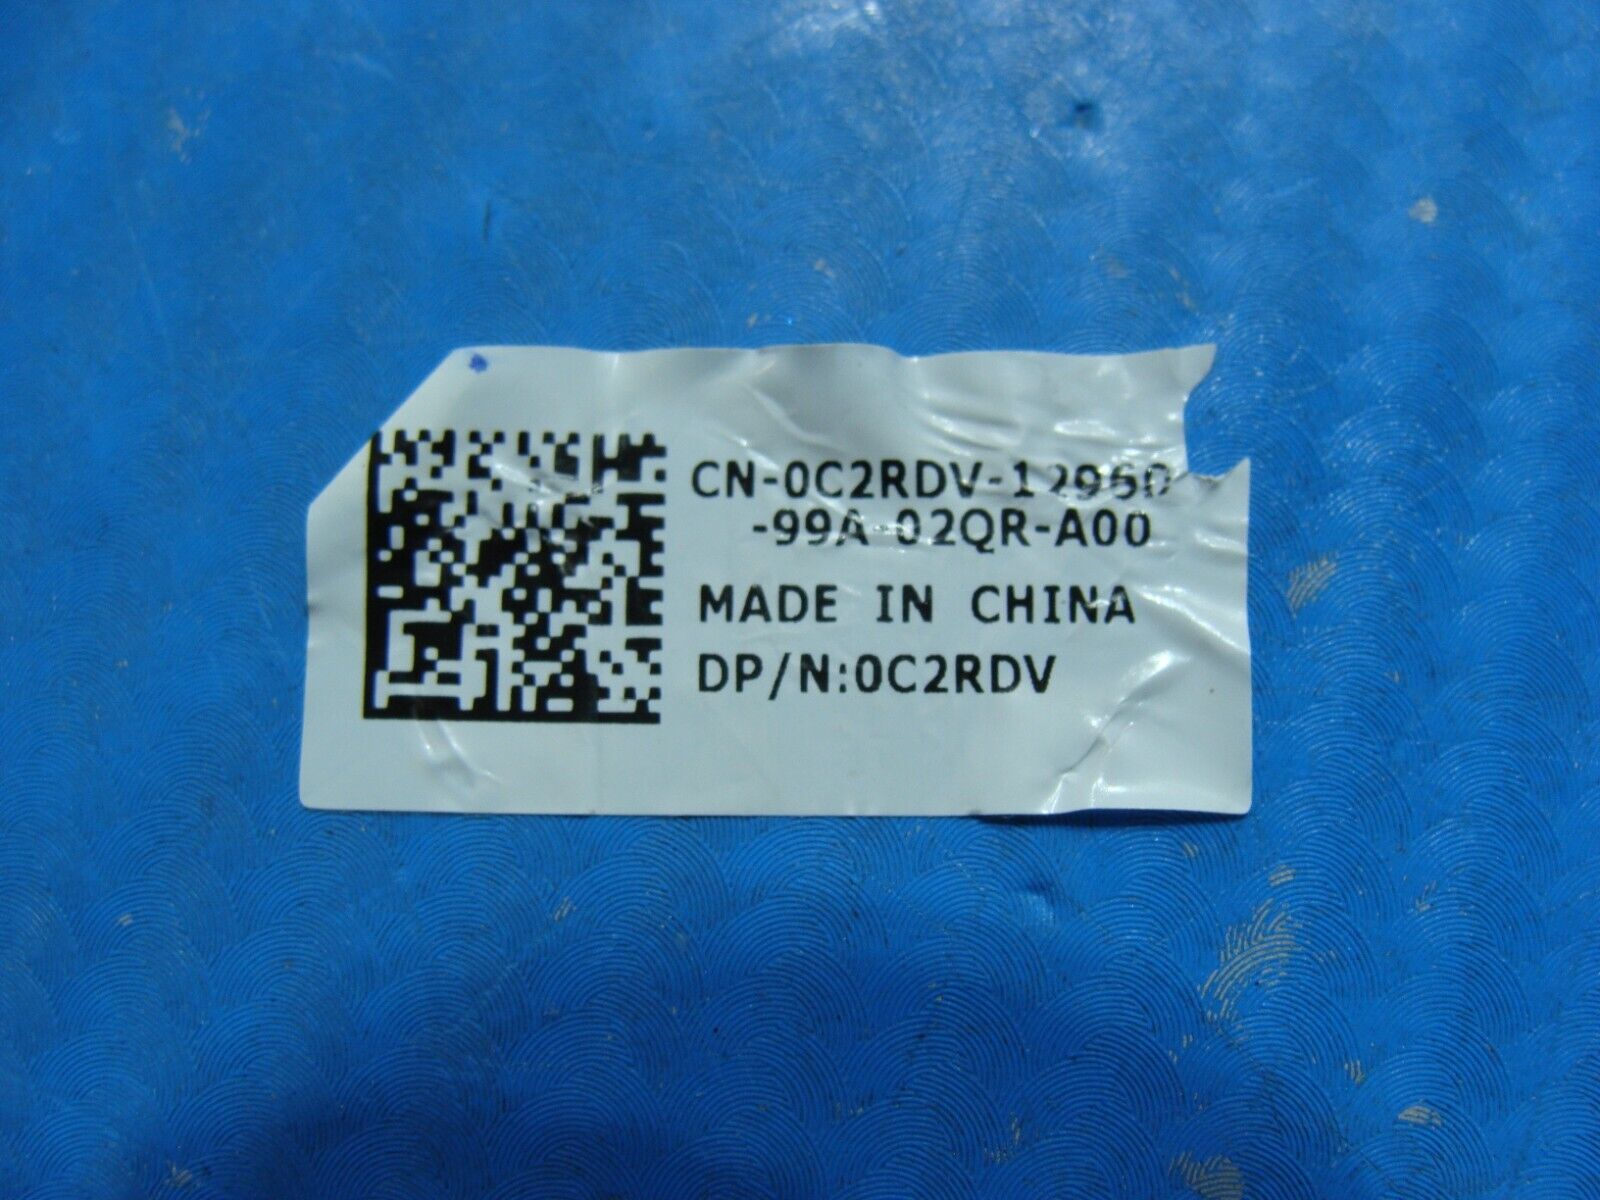 CN-0C2RDV-12960
-99A-02QR-A00
MADE IN CHINA
DP/N:0C2RDV